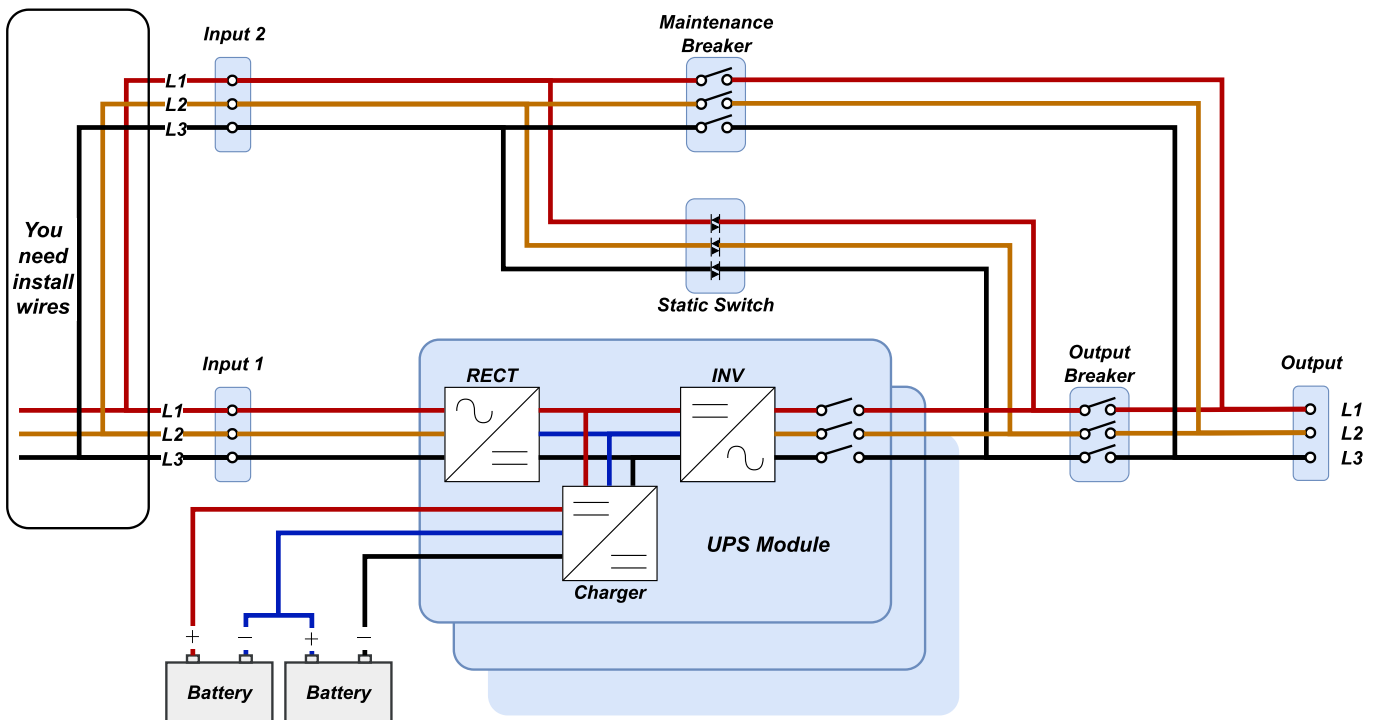 Input 2
Maintenance
Breaker
L1
L2
L3
You
need
install
wires
Static Switch
Input 1
RECT
INV
Output
Breaker
Output
L1
L2
L3
L1
L2
L3
UPS Module
Charger
+
−
+
−
Battery
Battery